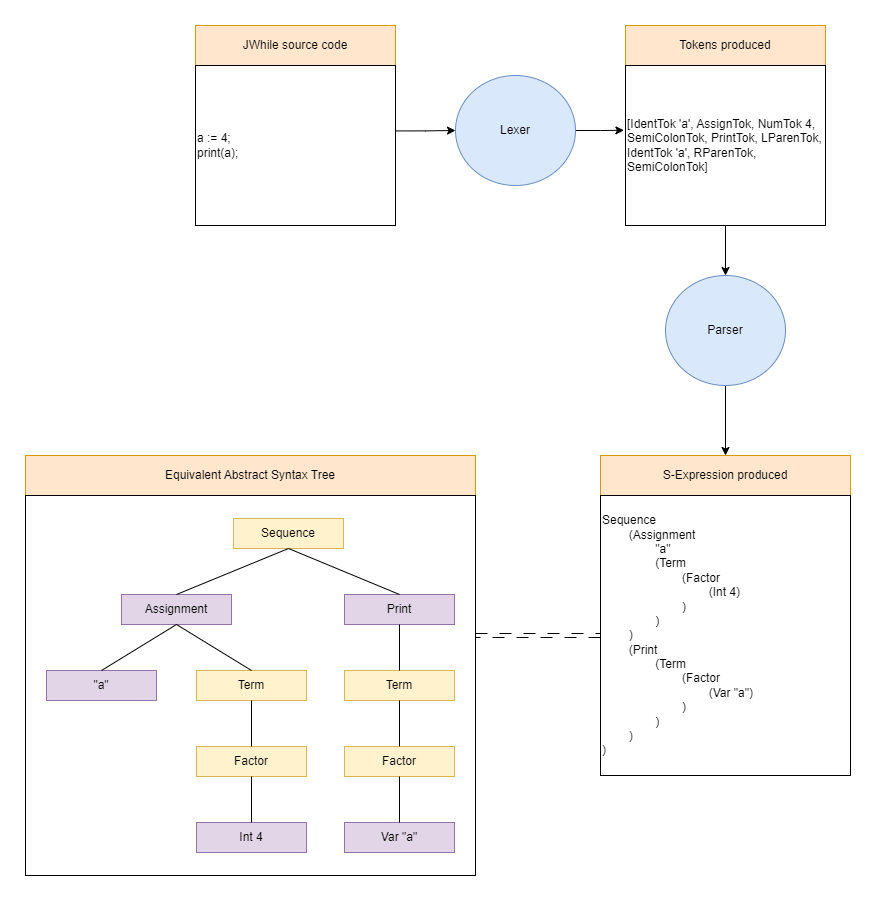 JWhile source code
a := 4;
print(a);
Lexer
Tokens produced
[IdentTok 'a', AssignTok, NumTok 4,
SemiColonTok, PrintTok, LParenTok,
IdentTok 'a', RParenTok,
SemiColonTok]
Parser
S-Expression produced
Sequence
(Assignment
"a"
(Term
(Factor
(Int 4)
)
)
)
(Print
(Term
(Factor
(Var "a")
)
)
)
)
Equivalent Abstract Syntax Tree
Sequence
Assignment
Print
"a"
Term
Term
Factor
Factor
Int 4
Var "a"